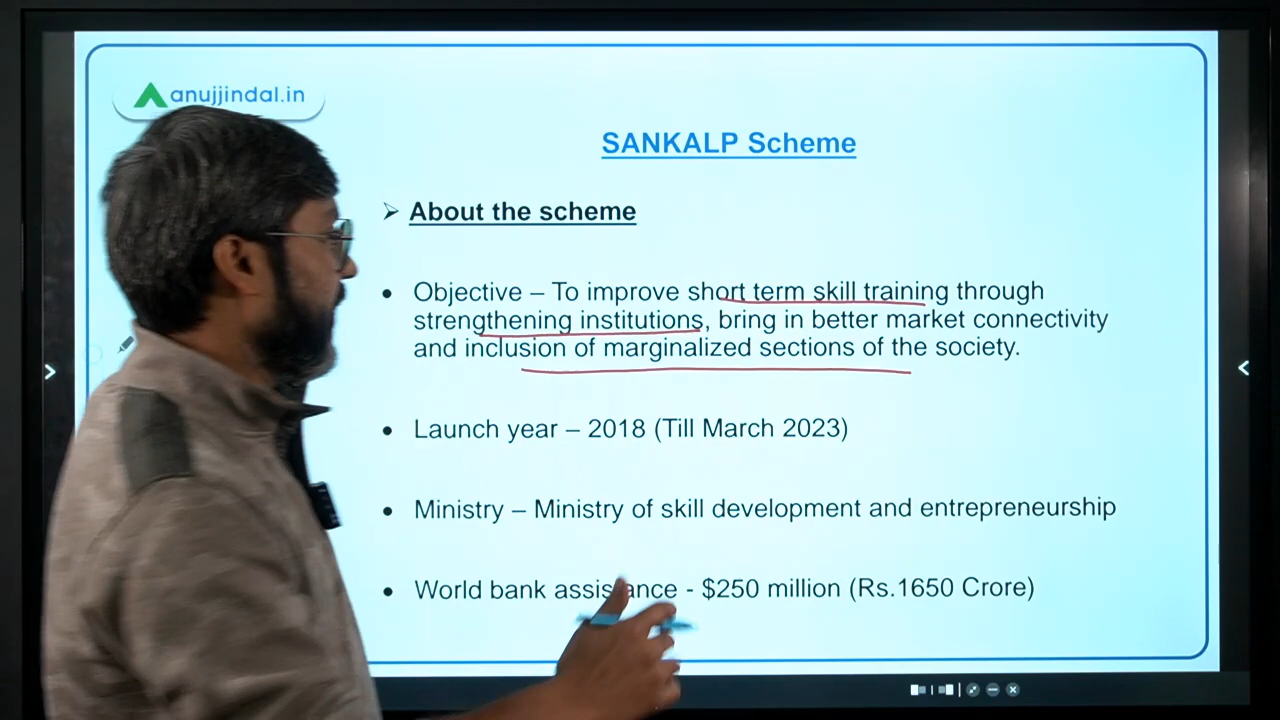 anujjindal.in
SANKALP Scheme
➢ About the scheme
• Objective – To improve short term skill training through
strengthening institutions, bring in better market connectivity
and inclusion of marginalized sections of the society.
• Launch year – 2018 (Till March 2023)
• Ministry – Ministry of skill development and entrepreneurship
• World bank assistance - $250 million (Rs.1650 Crore)